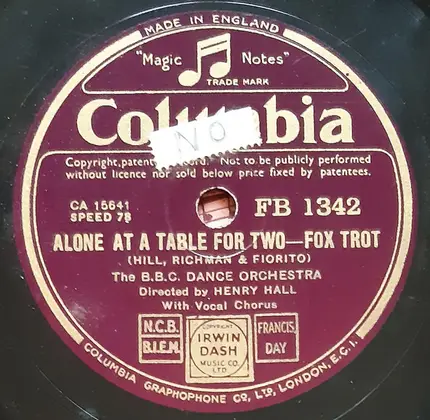 MADE IN ENGLAND
"Magic Notes"
TRADE MARK
Columbia
NO
Copyright, patent record. Not to be publicly performed
without licence nor sold below price fixed by patentees.
CA 15641
SPEED 78
FB 1342
ALONE AT A TABLE FOR TWO—FOX TROT
(HILL, RICHMAN & FIORITO)
The B.B.C. DANCE ORCHESTRA
Directed by HENRY HALL
With Vocal Chorus
N.C.B.
B.I.E.M.
COPYRIGHT
IRWIN
DASH
MUSIC CO.
LTD.
FRANCIS,
DAY
COLUMBIA GRAPHOPHONE CO, LTD, LONDON, E.C.1.